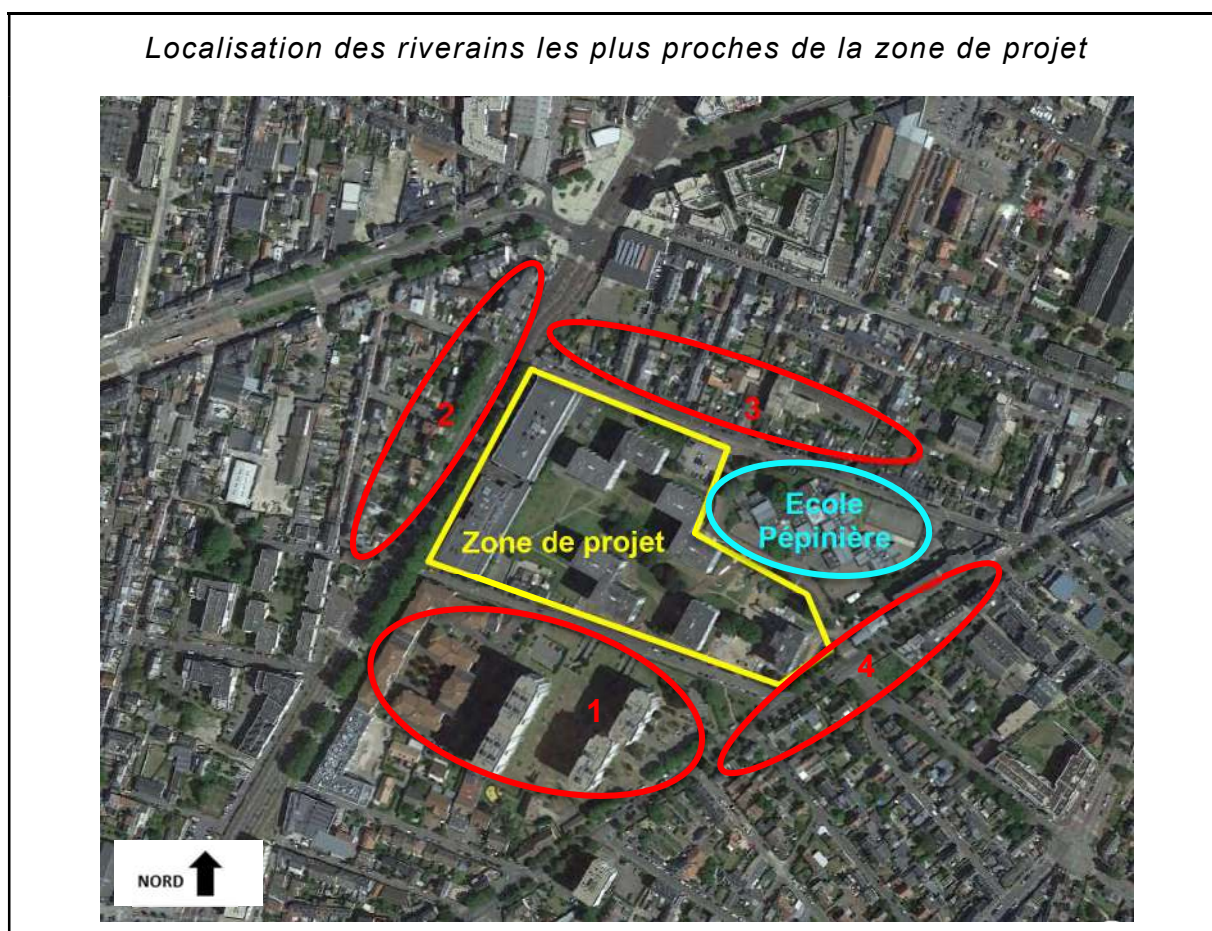 Localisation des riverains les plus proches de la zone de projet
2
3
Ecole
Pépinière
Zone de projet
4
1
NORD